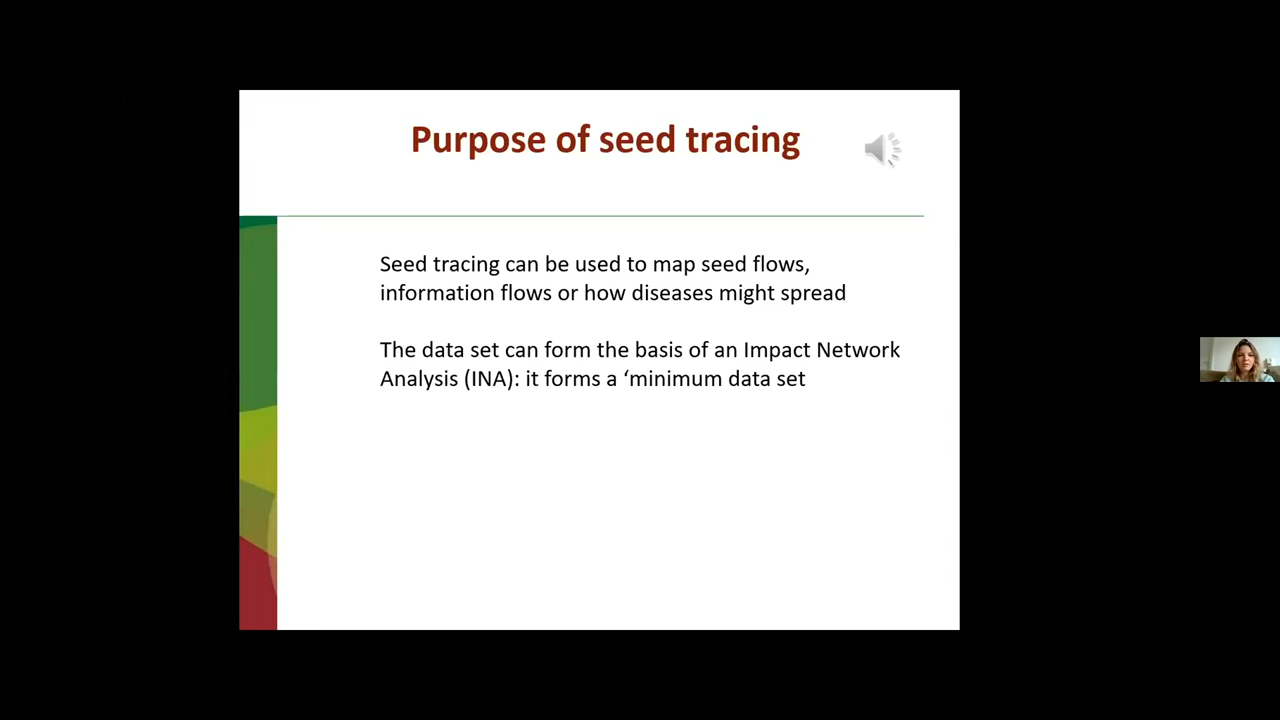 Purpose of seed tracing
Seed tracing can be used to map seed flows,
information flows or how diseases might spread
The data set can form the basis of an Impact Network
Analysis (INA): it forms a ‘minimum data set